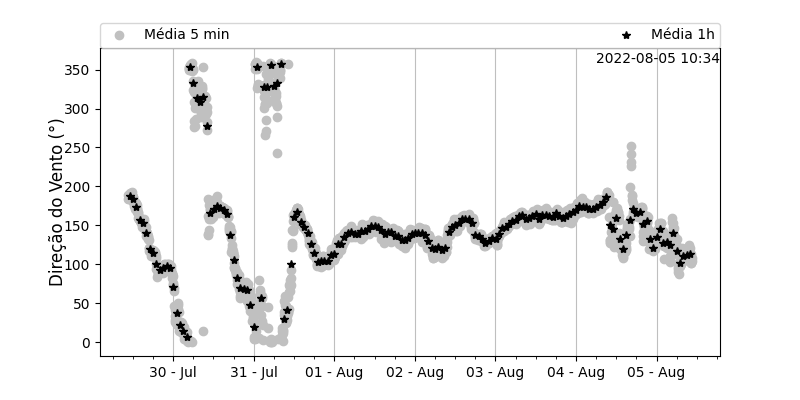 Média 5 min
Média 1h
2022-08-05 10:34
Direção do Vento (°)
350
300
250
200
150
100
50
0
30 - Jul
31 - Jul
01 - Aug
02 - Aug
03 - Aug
04 - Aug
05 - Aug